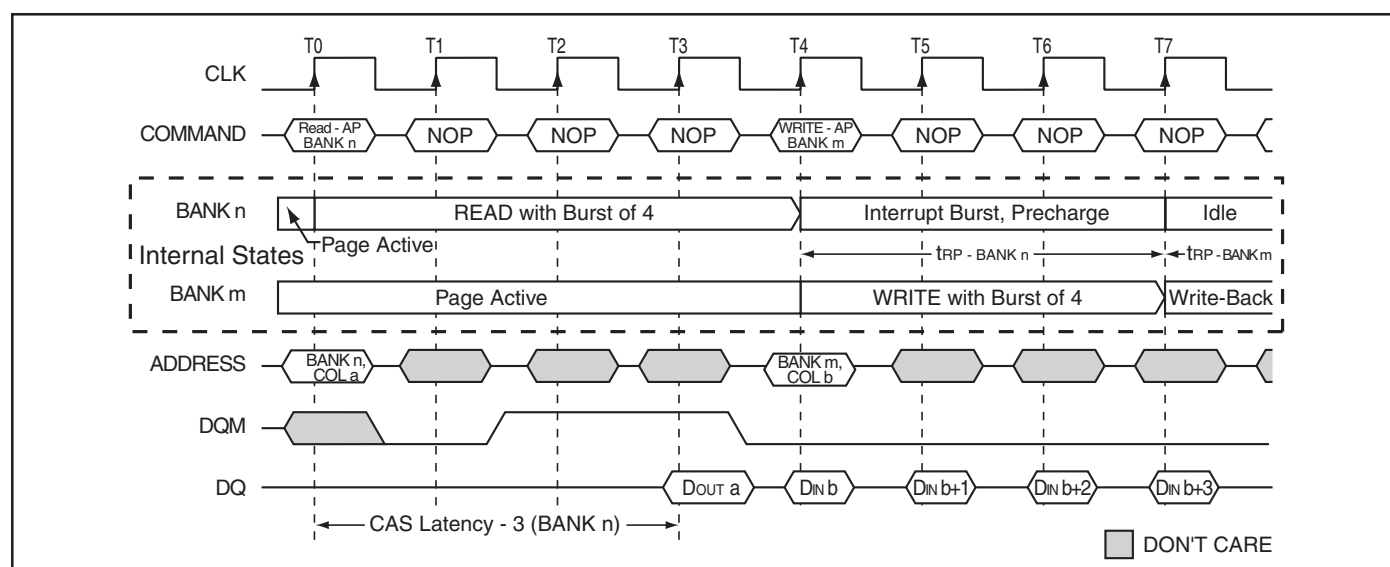 T0 T1 T2 T3 T4 T5 T6 T7
CLK
COMMAND Read - AP BANK n NOP NOP NOP WRITE - AP BANK m NOP NOP NOP
BANK n READ with Burst of 4 Interrupt Burst, Precharge Idle
Page Active tRP - BANK n tRP - BANK m
Internal States
BANK m Page Active WRITE with Burst of 4 Write-Back
ADDRESS BANK n, COL a BANK m, COL b
DQM
DQ DOUT a DIN b DIN b+1 DIN b+2 DIN b+3
CAS Latency - 3 (BANK n)
DON'T CARE